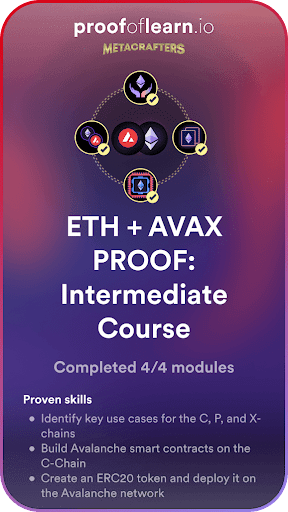 proofoflearn.io
METACRAFTERS
ETH + AVAX
PROOF:
Intermediate
Course
Completed 4/4 modules
Proven skills
• Identify key use cases for the C, P, and X-
chains
• Build Avalanche smart contracts on the
C-Chain
• Create an ERC20 token and deploy it on
the Avalanche network